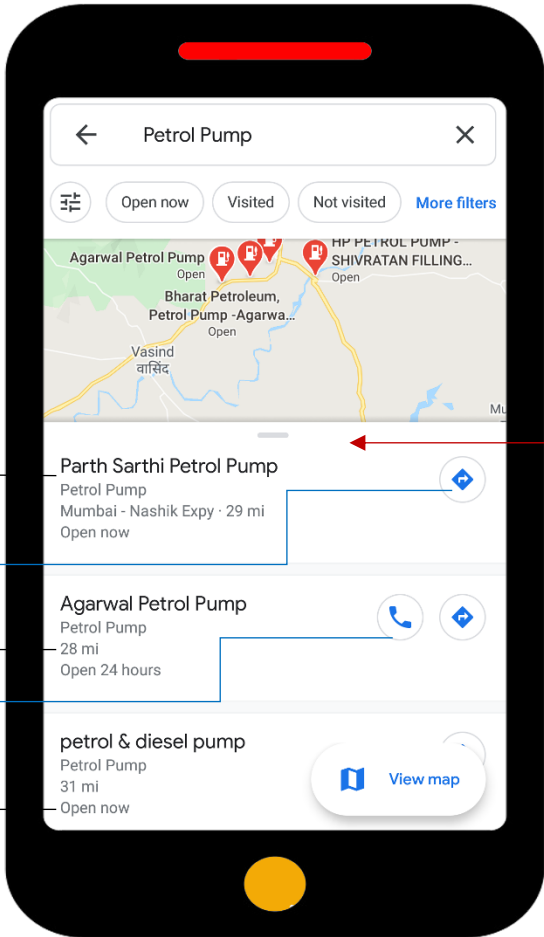 Petrol Pump
Open now
Visited
Not visited
More filters
HP PETROL PUMP -
Agarwal Petrol Pump
SHIVRATAN FILLING...
Open
Open
Bharat Petroleum,
Petrol Pump -Agarwa...
Open
Vasind
वासिंद
Mu
Parth Sarthi Petrol Pump
Petrol Pump
Mumbai - Nashik Expy · 29 mi
Open now
Agarwal Petrol Pump
Petrol Pump
28 mi
Open 24 hours
petrol & diesel pump
Petrol Pump
31 mi
View map
Open now